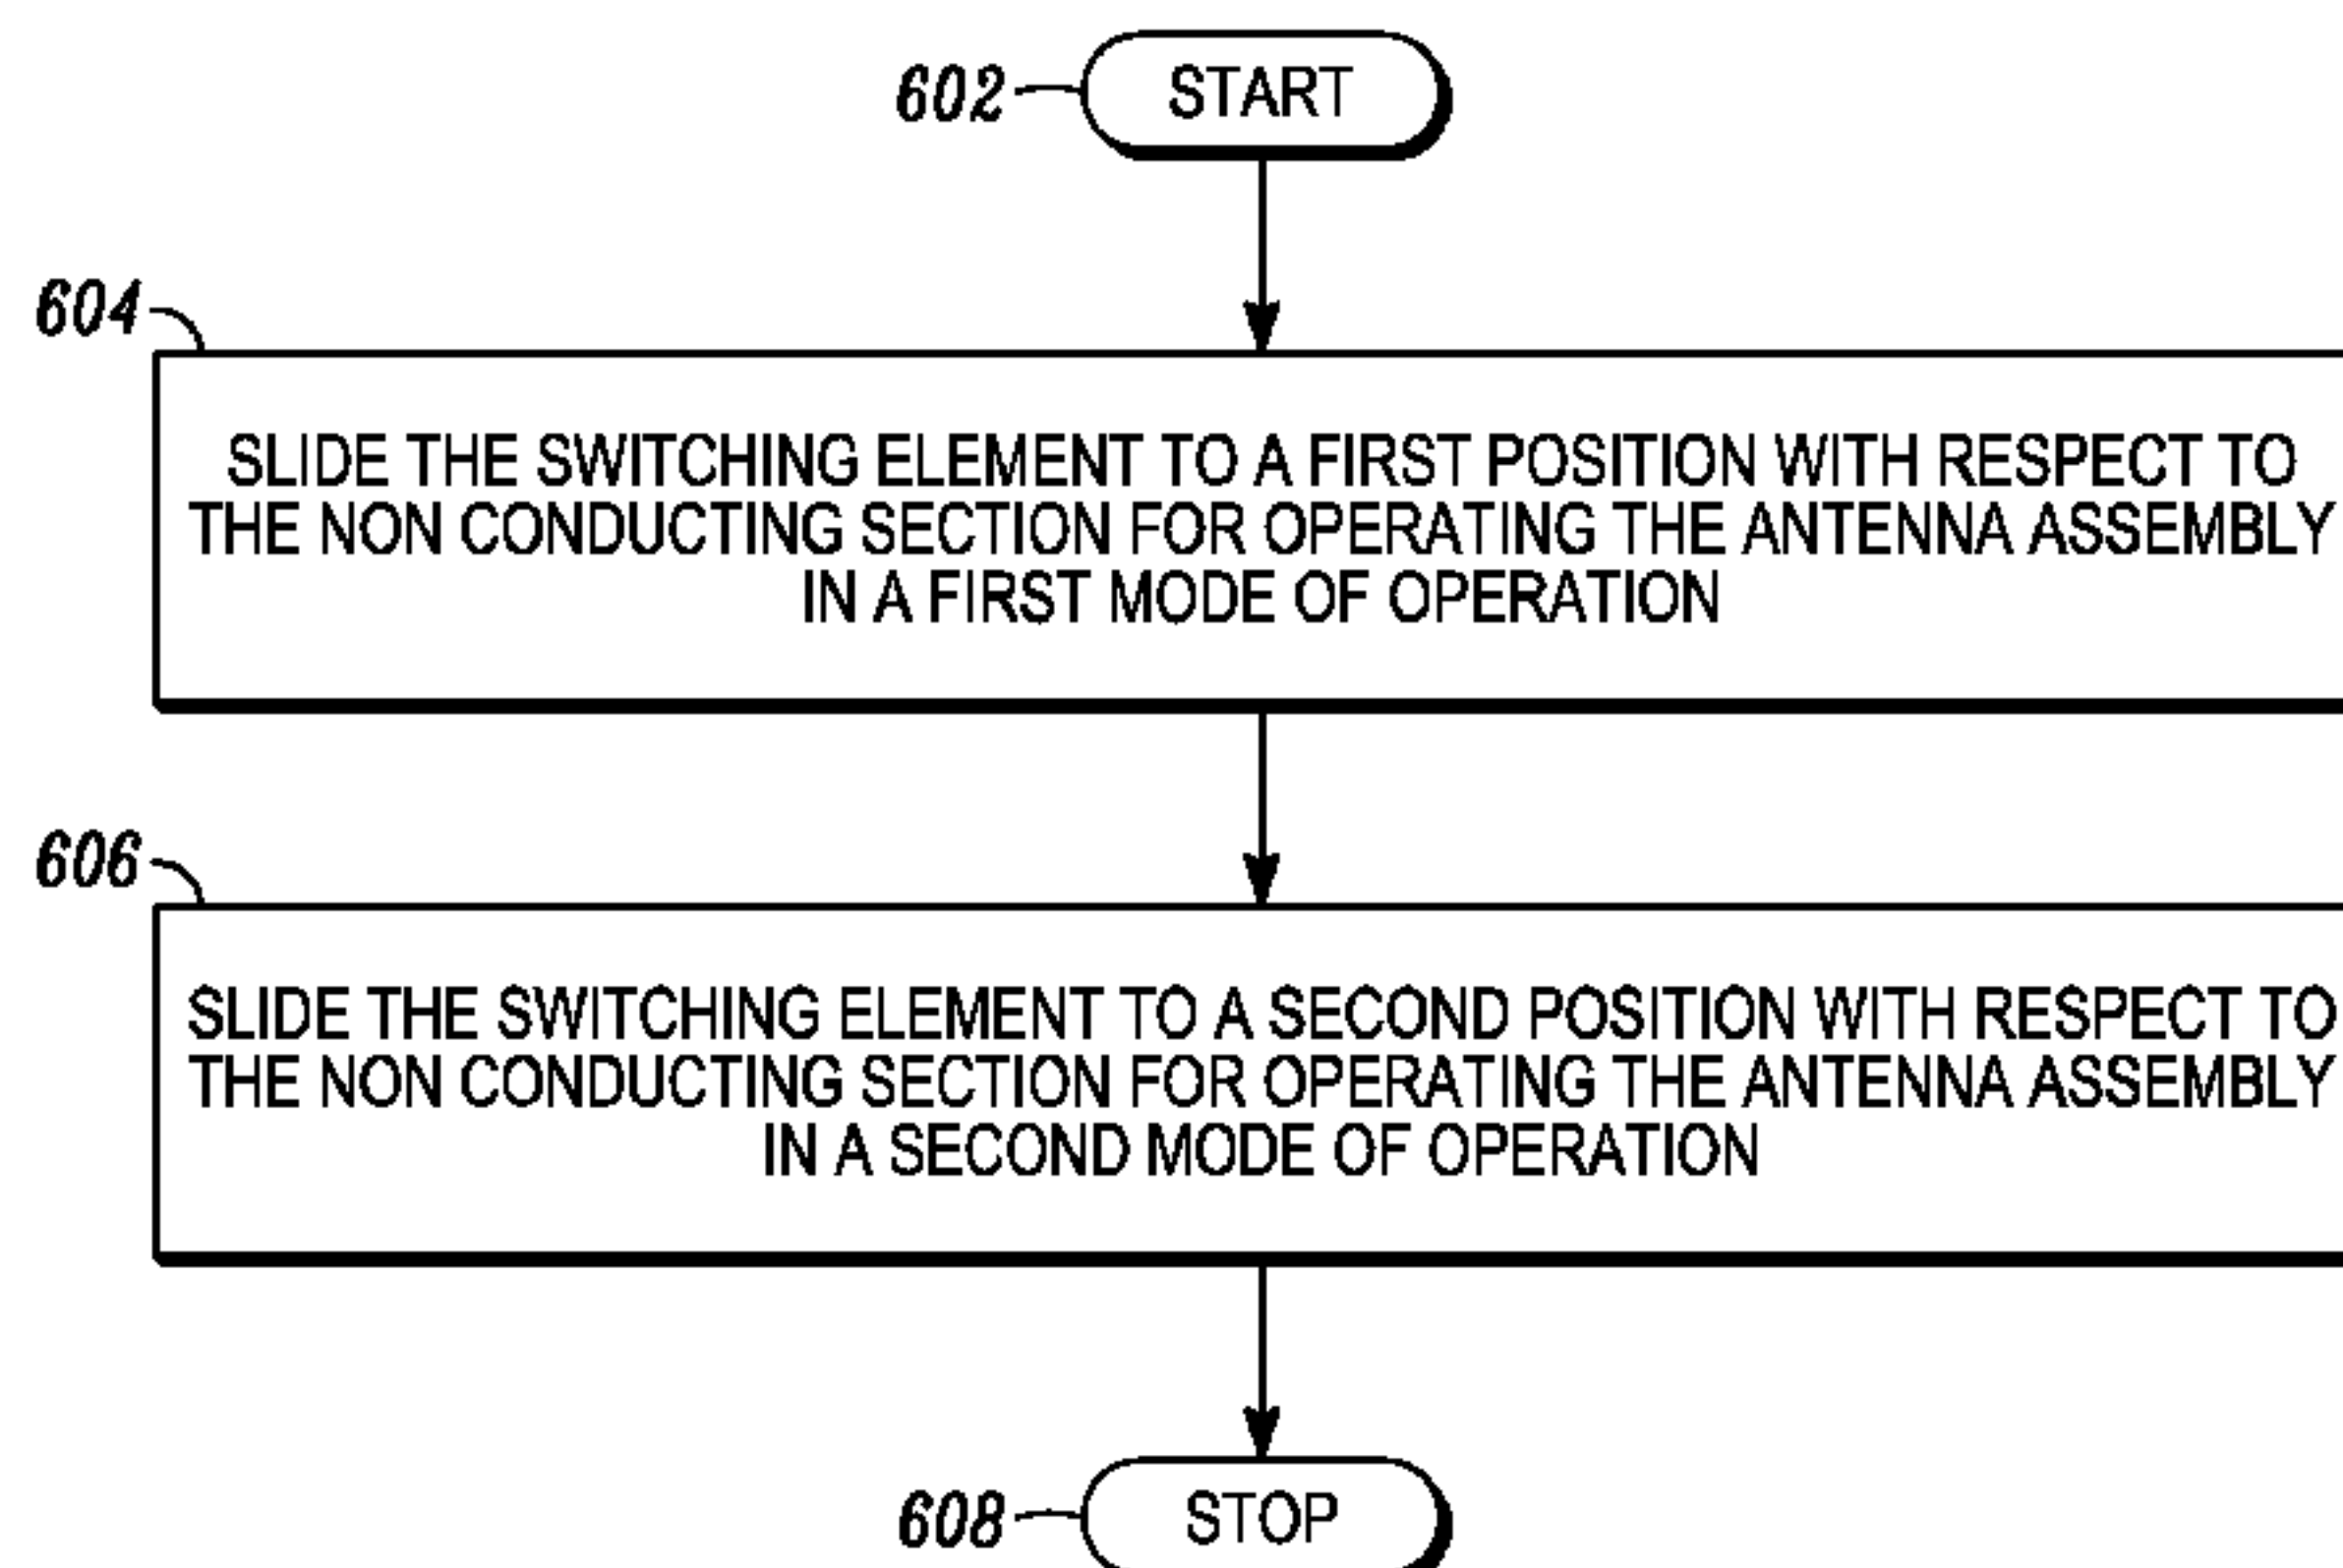 602
START
604
SLIDE THE SWITCHING ELEMENT TO A FIRST POSITION WITH RESPECT TO
THE NON CONDUCTING SECTION FOR OPERATING THE ANTENNA ASSEMBLY
IN A FIRST MODE OF OPERATION
606
SLIDE THE SWITCHING ELEMENT TO A SECOND POSITION WITH RESPECT TO
THE NON CONDUCTING SECTION FOR OPERATING THE ANTENNA ASSEMBLY
IN A SECOND MODE OF OPERATION
608
STOP